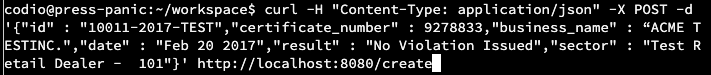 codio@press-panic:~/workspace$ curl -H "Content-Type: application/json" -X POST -d
'{"id" : "10011-2017-TEST","certificate_number" : 9278833,"business_name" : “ACME T
ESTINC.","date" : "Feb 20 2017","result" : "No Violation Issued","sector" : "Test R
etail Dealer -  101"}' http://localhost:8080/create